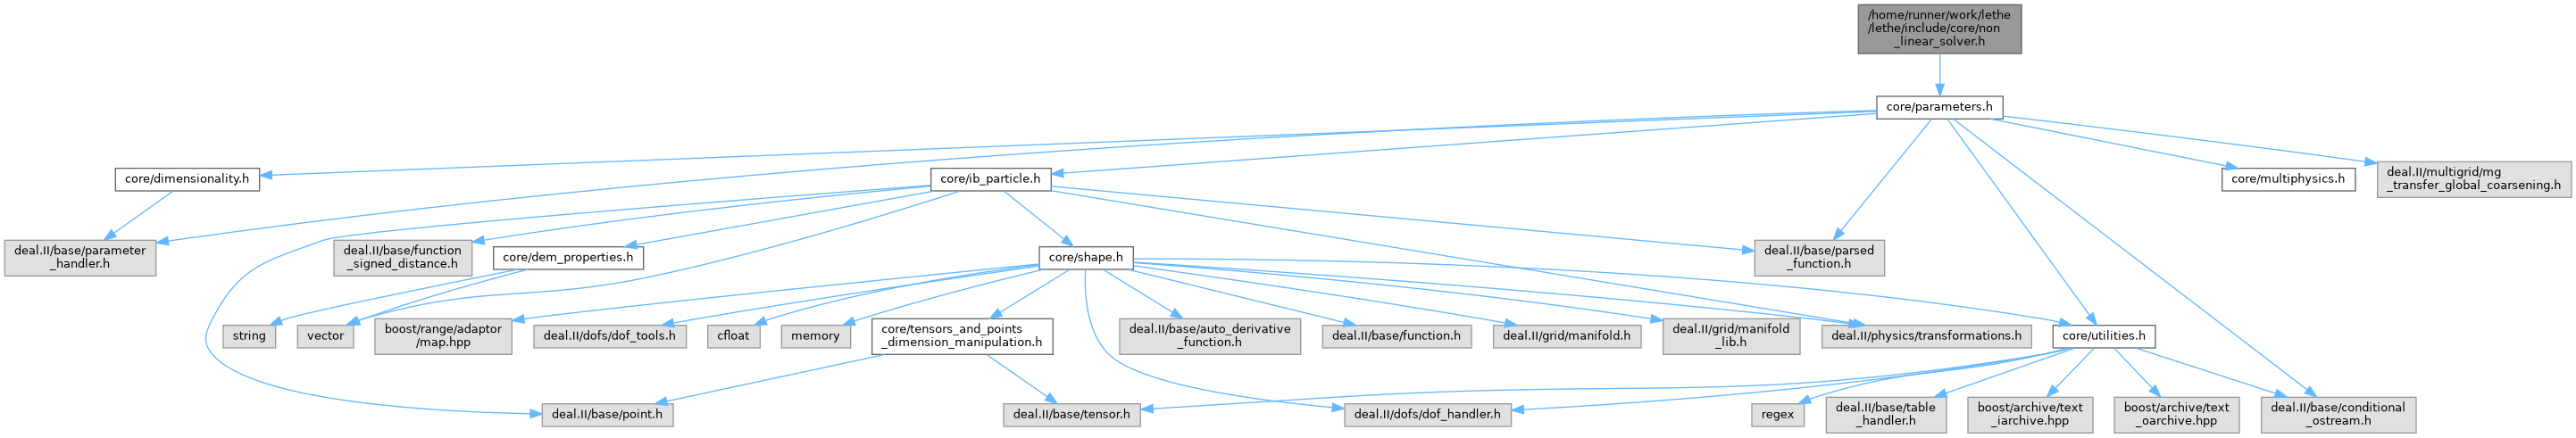 /home/runner/work/lethe
/lethe/include/core/non
_linear_solver.h
core/parameters.h
core/dimensionality.h
core/ib_particle.h
core/multiphysics.h
deal.II/multigrid/mg
_transfer_global_coarsening.h
deal.II/base/parameter
_handler.h
deal.II/base/function
_signed_distance.h
core/dem_properties.h
core/shape.h
deal.II/base/parsed
_function.h
string
vector
boost/range/adaptor
/map.hpp
deal.II/dofs/dof_tools.h
cfloat
memory
core/tensors_and_points
_dimension_manipulation.h
deal.II/base/auto_derivative
_function.h
deal.II/base/function.h
deal.II/grid/manifold.h
deal.II/grid/manifold
_lib.h
deal.II/physics/transformations.h
core/utilities.h
deal.II/base/point.h
deal.II/base/tensor.h
deal.II/dofs/dof_handler.h
regex
deal.II/base/table
_handler.h
boost/archive/text
_iarchive.hpp
boost/archive/text
_oarchive.hpp
deal.II/base/conditional
_ostream.h